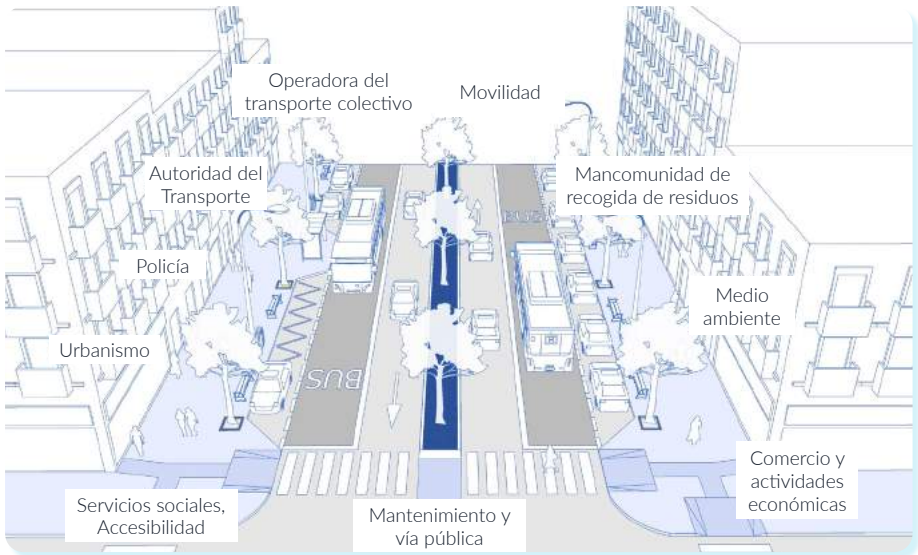 Operadora del
transporte colectivo
Movilidad
Autoridad del
Transporte
Mancomunidad de
recogida de residuos
BUS
Policía
Medio
ambiente
Urbanismo
BUS
Comercio y
actividades
económicas
Servicios sociales,
Accesibilidad
Mantenimiento y
vía pública